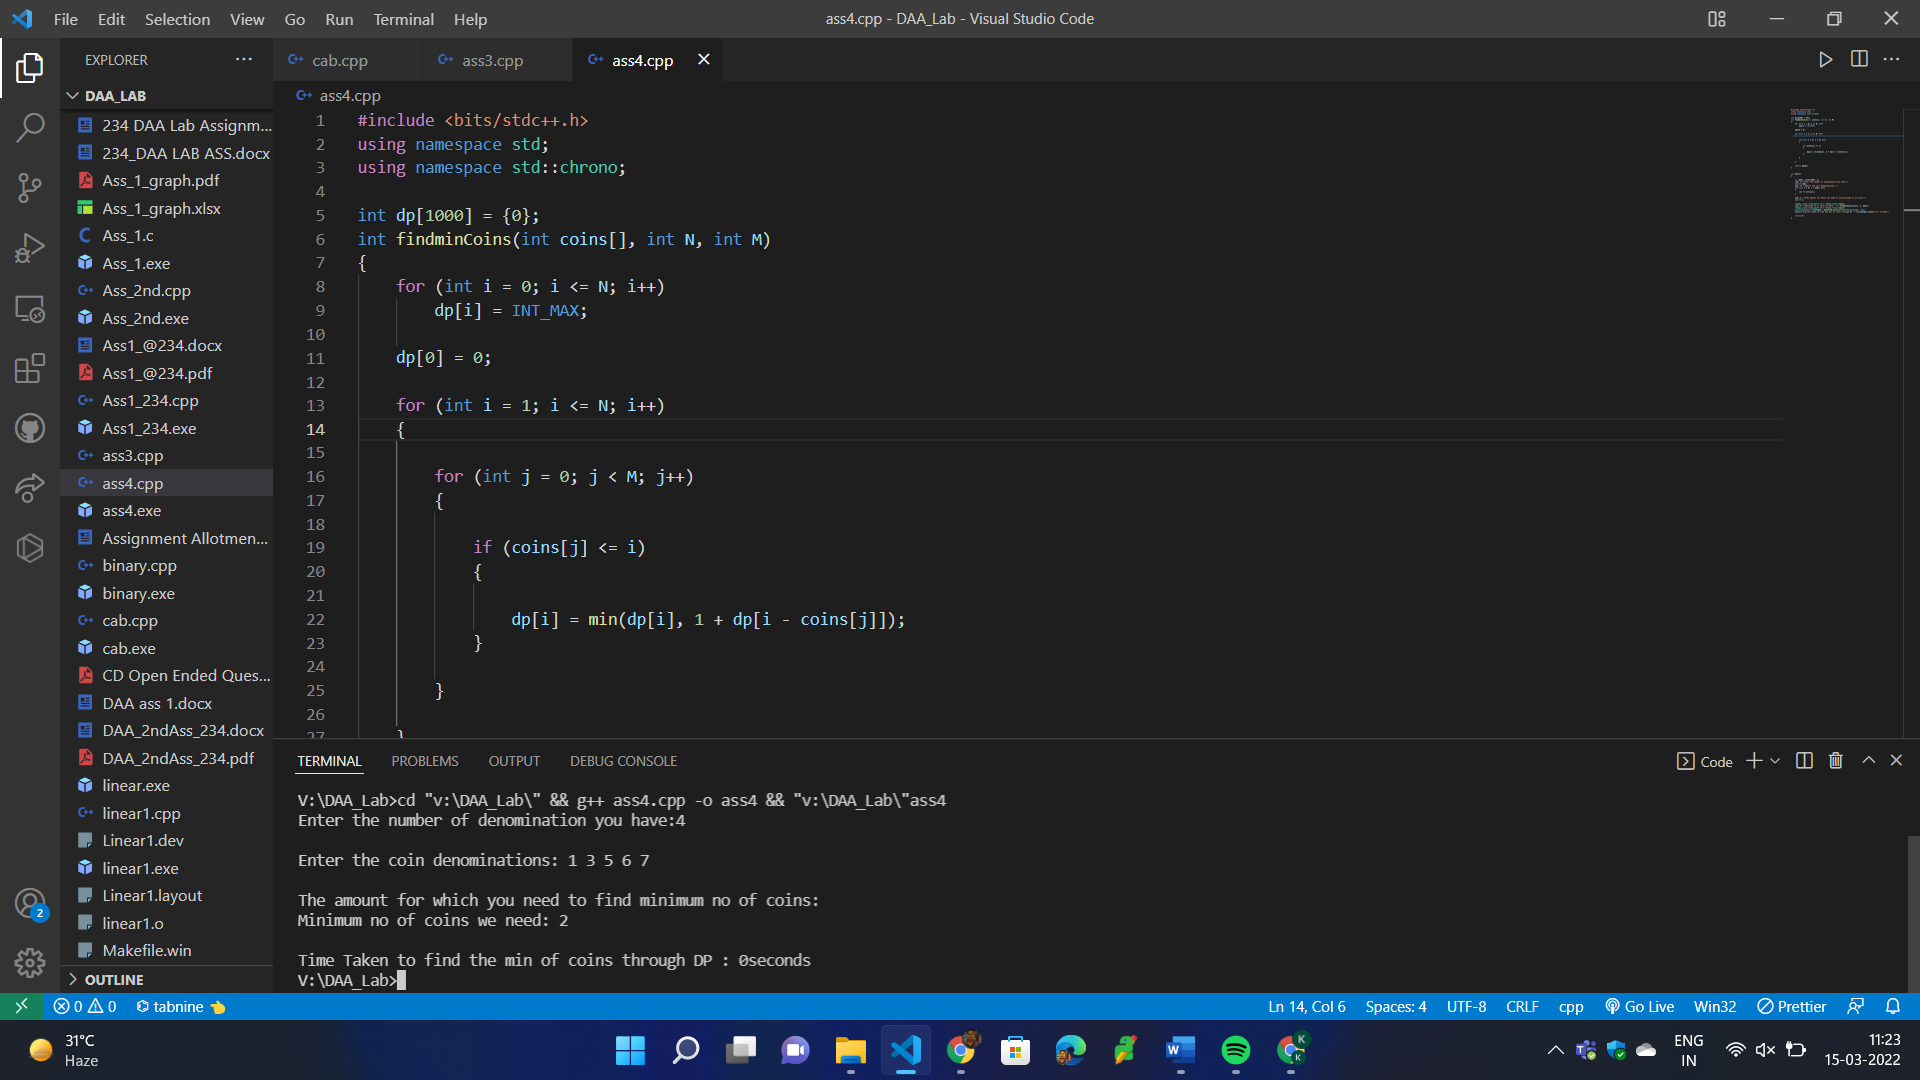 File Edit Selection View Go Run Terminal Help
ass4.cpp - DAA_Lab - Visual Studio Code
EXPLORER
cab.cpp
ass3.cpp
ass4.cpp
DAA_LAB
234 DAA Lab Assignm...
234_DAA LAB ASS.docx
Ass_1_graph.pdf
Ass_1_graph.xlsx
Ass_1.c
Ass_1.exe
Ass_2nd.cpp
Ass_2nd.exe
Ass1_@234.docx
Ass1_@234.pdf
Ass1_234.cpp
Ass1_234.exe
ass3.cpp
ass4.cpp
ass4.exe
Assignment Allotmen...
binary.cpp
binary.exe
cab.cpp
cab.exe
CD Open Ended Ques...
DAA ass 1.docx
DAA_2ndAss_234.docx
DAA_2ndAss_234.pdf
linear.exe
linear1.cpp
Linear1.dev
linear1.exe
Linear1.layout
linear1.o
Makefile.win
OUTLINE
ass4.cpp
1 #include <bits/stdc++.h>
2 using namespace std;
3 using namespace std::chrono;
4
5 int dp[1000] = {0};
6 int findminCoins(int coins[], int N, int M)
7 {
8 for (int i = 0; i <= N; i++)
9 dp[i] = INT_MAX;
10
11 dp[0] = 0;
12
13 for (int i = 1; i <= N; i++)
14 {
15
16 for (int j = 0; j < M; j++)
17 {
18
19 if (coins[j] <= i)
20 {
21
22 dp[i] = min(dp[i], 1 + dp[i - coins[j]]);
23 }
24
25 }
26
27 }
TERMINAL PROBLEMS OUTPUT DEBUG CONSOLE
Code
V:\DAA_Lab>cd "v:\DAA_Lab\" && g++ ass4.cpp -o ass4 && "v:\DAA_Lab\"ass4
Enter the number of denomination you have:4
Enter the coin denominations: 1 3 5 6 7
The amount for which you need to find minimum no of coins:
Minimum no of coins we need: 2
Time Taken to find the min of coins through DP : 0seconds
V:\DAA_Lab>
2
0 0 tabnine
Ln 14, Col 6 Spaces: 4 UTF-8 CRLF cpp Go Live Win32 Prettier
31°C
Haze
K
K
ENG
IN
11:23
15-03-2022